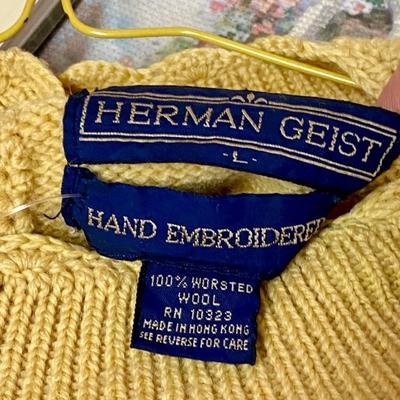 HERMAN GEIST
-L-
HAND EMBROIDERED
100% WORSTED
WOOL
RN 10323
MADE IN HONG KONG
SEE REVERSE FOR CARE